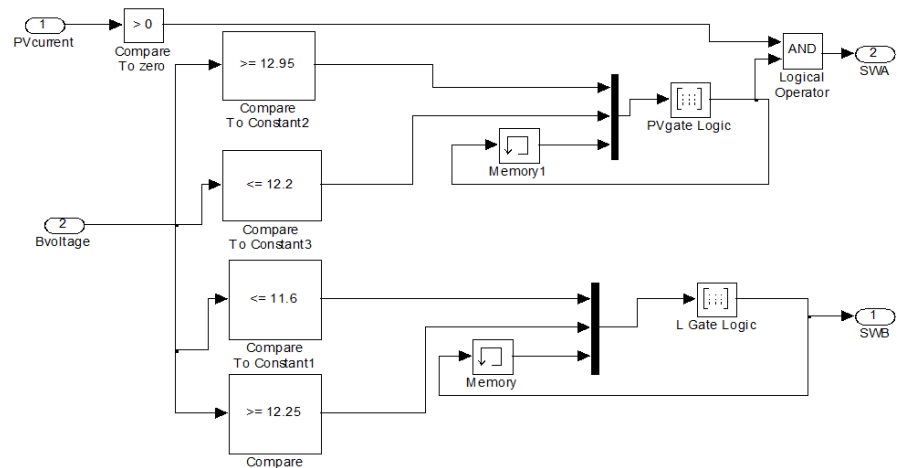 1
PVcurrent
> 0
Compare
To zero
>= 12.95
Compare
To Constant2
AND
Logical
Operator
2
SWA
[:::]
PVgate Logic
Memory1
<= 12.2
Compare
To Constant3
2
Bvoltage
<= 11.6
Compare
To Constant1
[:::]
L Gate Logic
1
SWB
Memory
>= 12.25
Compare